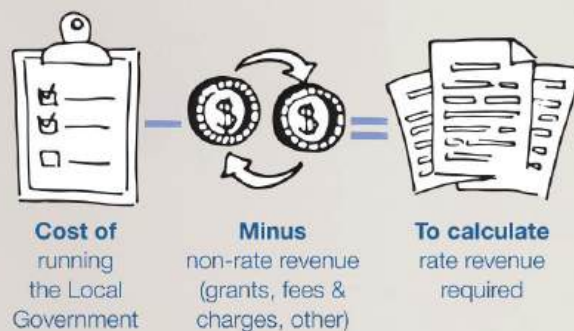 $ $
Cost of
running
the Local
Government
Minus
non-rate revenue
(grants, fees &
charges, other)
To calculate
rate revenue
required